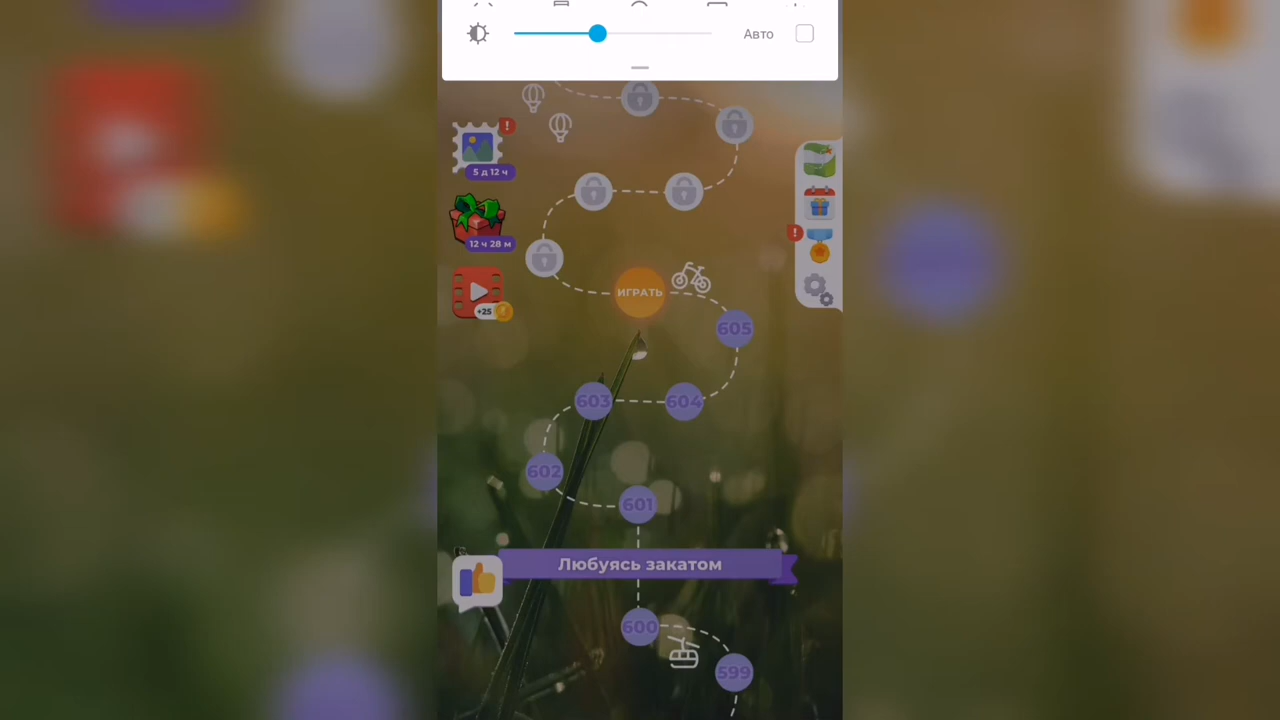 Авто
5 д 12 ч
12 ч 28 м
ИГРАТЬ
+25
605
603
604
602
601
Любуясь закатом
600
599